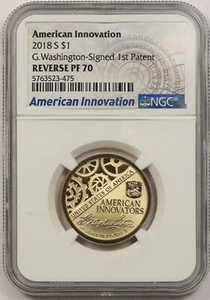 American Innovation
2018 S $1
G.Washington-Signed 1st Patent
REVERSE PF 70
5763523-475
American Innovation
NGC
UNITED STATES OF AMERICA
AMERICAN
INNOVATORS